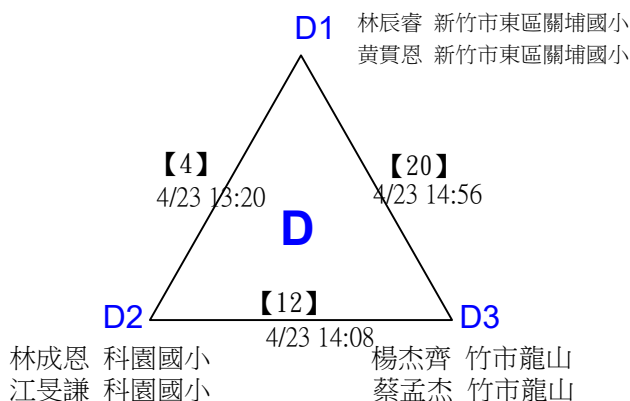 D1
林辰睿 新竹市東區關埔國小
黃貫恩 新竹市東區關埔國小
【4】
4/23 13:20
【20】
4/23 14:56
D
【12】
4/23 14:08
D2
林成恩 科園國小
江旻謙 科園國小
D3
楊杰齊 竹市龍山
蔡孟杰 竹市龍山